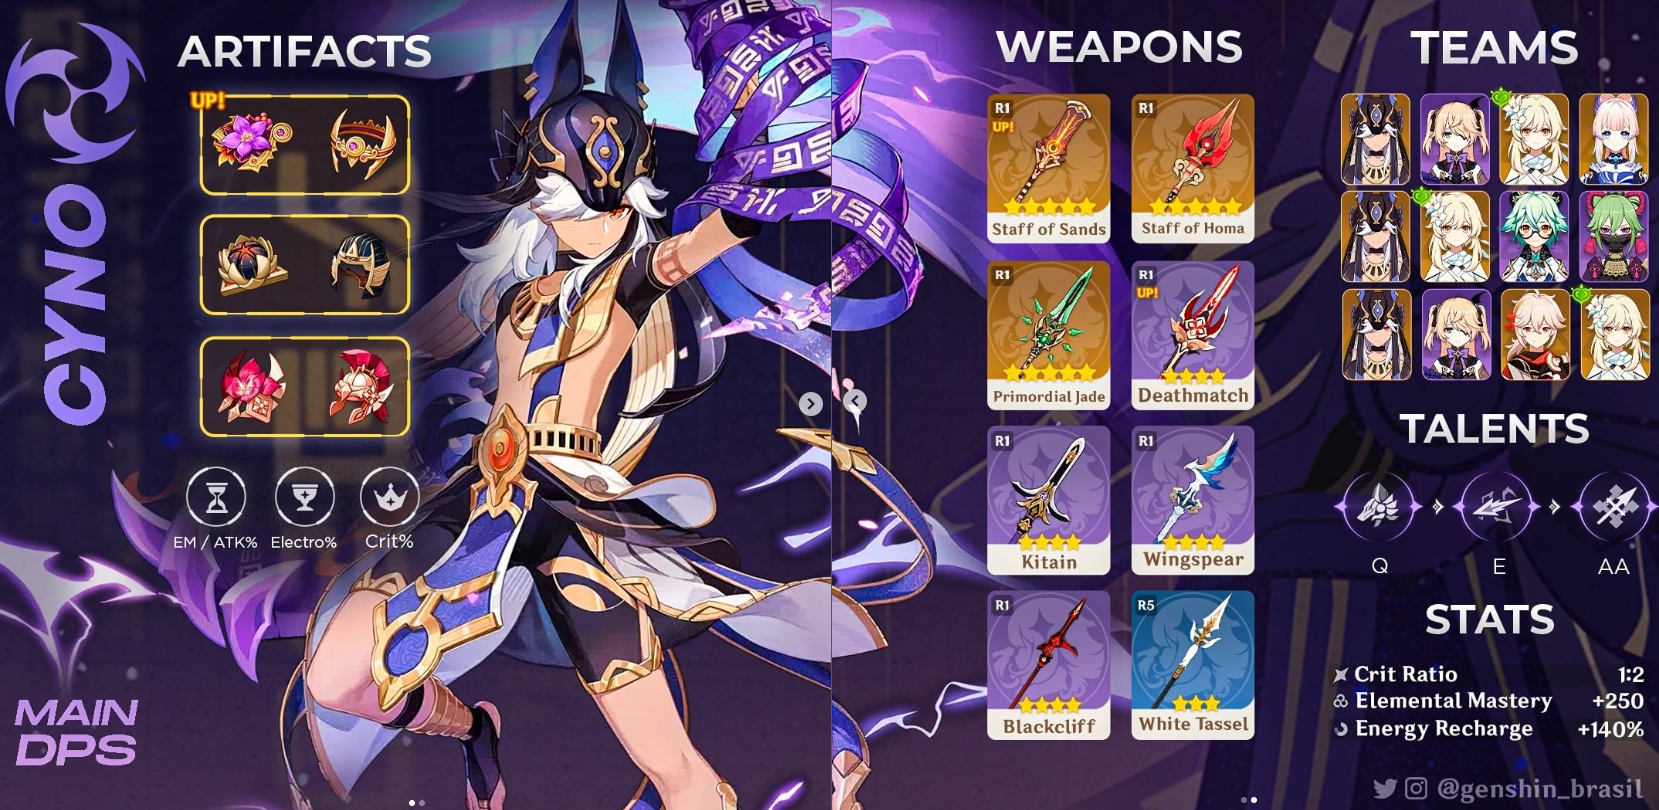 CYNO
MAIN
DPS
ARTIFACTS
UP!
EM / ATK%
Electro%
Crit%
WEAPONS
R1
UP!
Staff of Sands
R1
Staff of Homa
R1
Primordial Jade
R1
UP!
Deathmatch
R1
Kitain
R1
Wingspear
R1
Blackcliff
R5
White Tassel
TEAMS
TALENTS
Q
E
AA
STATS
Crit Ratio 1:2
Elemental Mastery +250
Energy Recharge +140%
@genshin_brasil